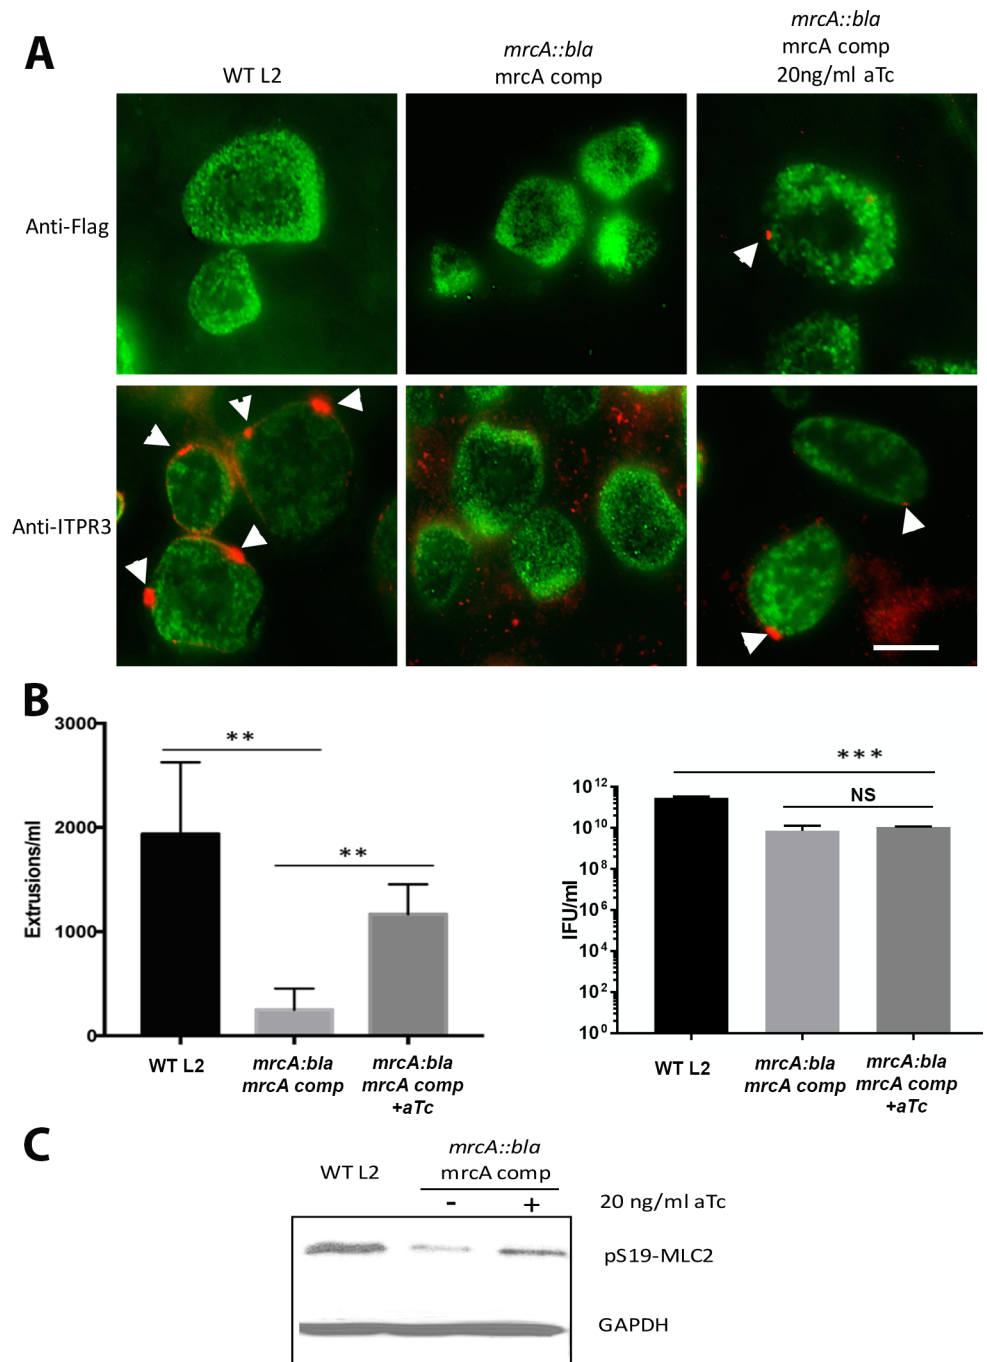 A
WT L2
mrcA::bla
mrcA comp
mrcA::bla
mrcA comp
20ng/ml aTc
Anti-Flag
Anti-ITPR3
B
3000
2000
1000
0
Extrusions/ml
**
**
WT L2
mrcA:bla
mrcA comp
mrcA:bla
mrcA comp
+aTc
10¹²
10¹⁰
10⁸
10⁶
10⁴
10²
10⁰
IFU/ml
***
NS
WT L2
mrcA:bla
mrcA comp
mrcA:bla
mrcA comp
+aTc
C
WT L2
mrcA::bla
mrcA comp
- +
20 ng/ml aTc
pS19-MLC2
GAPDH